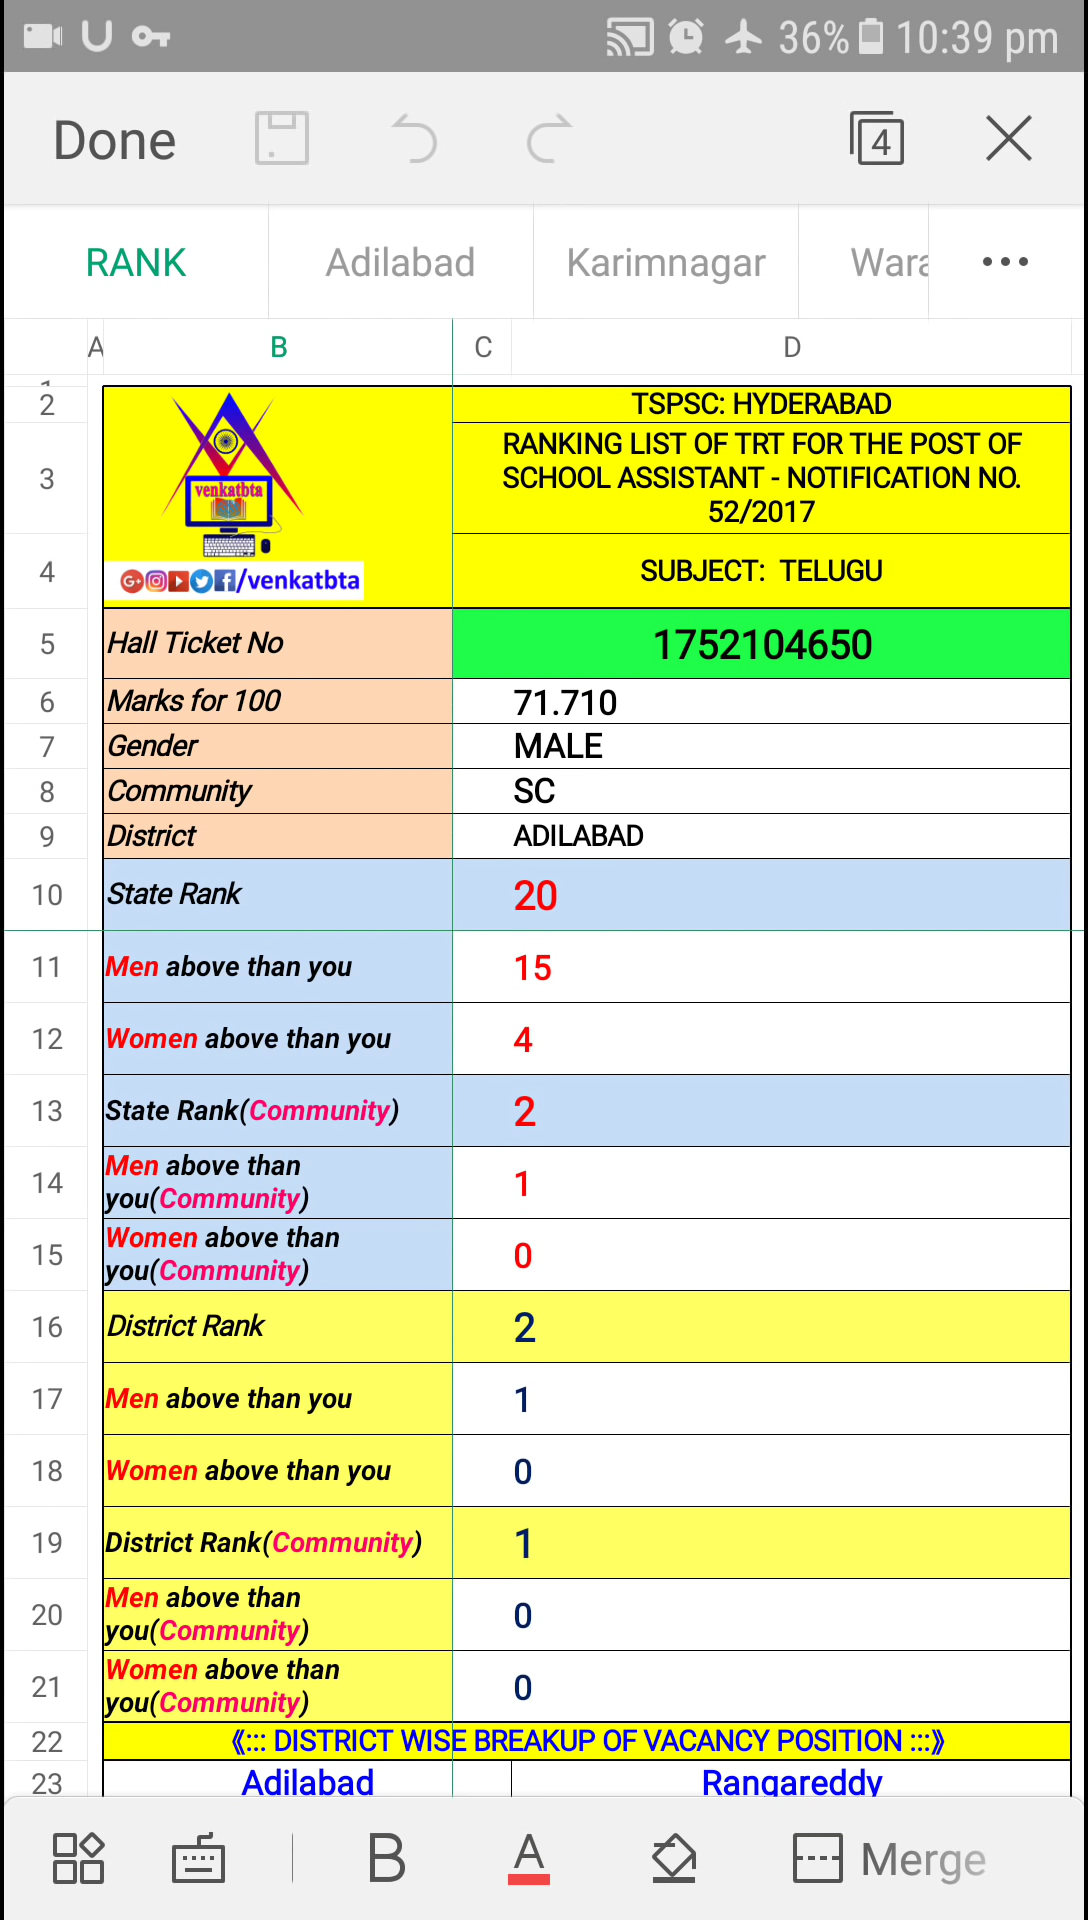 36% 10:39 pm
Done 4
RANK Adilabad Karimnagar Wara
A B C D
1
2 TSPSC: HYDERABAD
venkatbta
3 RANKING LIST OF TRT FOR THE POST OF
SCHOOL ASSISTANT - NOTIFICATION NO.
52/2017
4 SUBJECT: TELUGU
/venkatbta
5 Hall Ticket No 1752104650
6 Marks for 100 71.710
7 Gender MALE
8 Community SC
9 District ADILABAD
10 State Rank 20
11 Men above than you 15
12 Women above than you 4
13 State Rank(Community) 2
14 Men above than
you(Community) 1
15 Women above than
you(Community) 0
16 District Rank 2
17 Men above than you 1
18 Women above than you 0
19 District Rank(Community) 1
20 Men above than
you(Community) 0
21 Women above than
you(Community) 0
22 《::: DISTRICT WISE BREAKUP OF VACANCY POSITION :::》
23 Adilabad Rangareddy
B A Merge